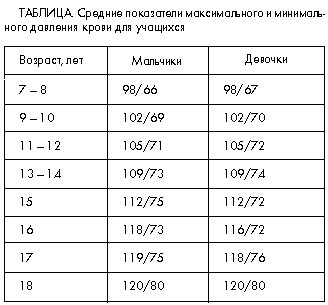 ТАБЛИЦА. Средние показатели максимального и минималь-
ного давления крови для учащихся
Возраст, лет Мальчики Девочки
7 – 8 98/66 98/67
9 – 10 102/69 102/70
11 – 12 105/71 105/72
13 – 14 109/73 109/74
15 112/75 112/72
16 118/73 116/72
17 119/75 118/76
18 120/80 120/80